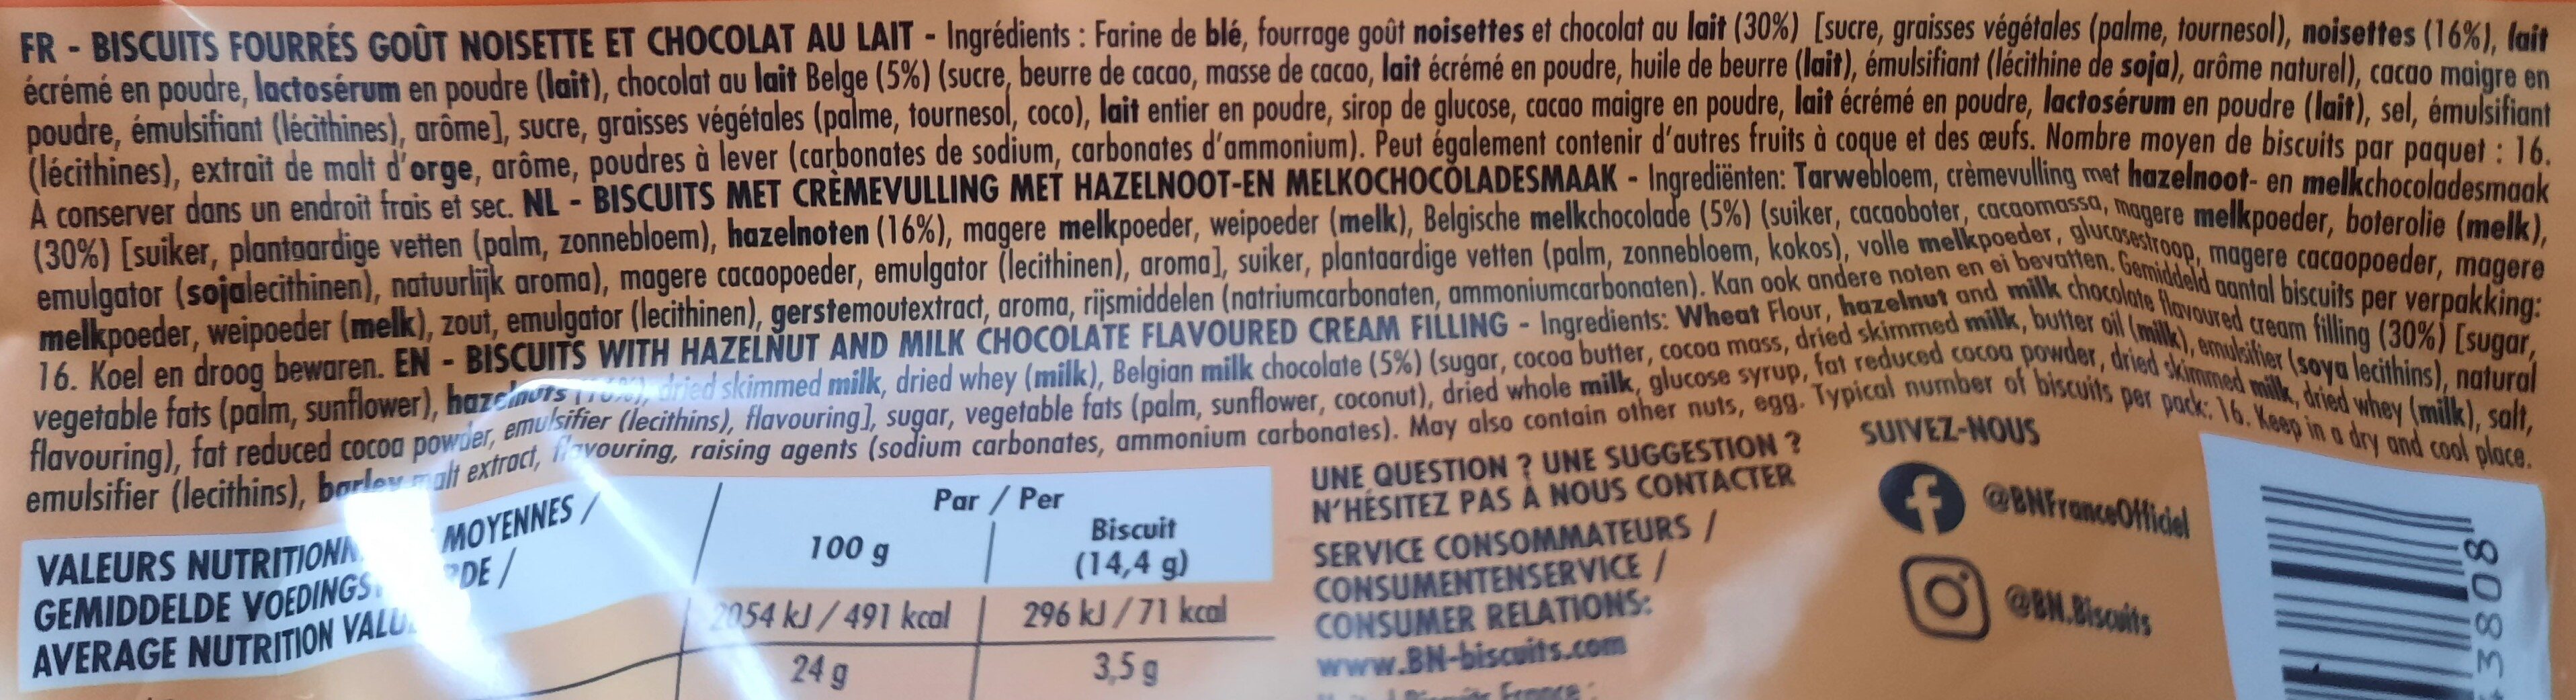 FR - BISCUITS FOURRÉS GOÛT NOISETTE ET CHOCOLAT AU LAIT - Ingrédients : Farine de blé, fourrage goût noisettes et chocolat au lait (30%) [sucre, graisses végétales (palme, tournesol), noisettes (16%), lait
écrémé en poudre, lactosérum en poudre (lait), chocolat au lait Belge (5%) (sucre, beurre de cacao, masse de cacao, lait écrémé en poudre, huile de beurre (lait), émulsifiant (lécithine de soja), arôme naturel), cacao maigre en
poudre, émulsifiant (lécithines), arôme], sucre, graisses végétales (palme, tournesol, coco), lait entier en poudre, sirop de glucose, cacao maigre en poudre, lait écrémé en poudre, lactosérum en poudre (lait), sel, émulsifiant
(lécithines), extrait de malt d'orge, arôme, poudres à lever (carbonates de sodium, carbonates d'ammonium). Peut également contenir d'autres fruits à coque et des œufs. Nombre moyen de biscuits par paquet : 16.
À conserver dans un endroit frais et sec. NL - BISCUITS MET CRÈMEVULLING MET HAZELNOOT-EN MELKOCHOCOLADESMAAK - Ingrediënten: Tarwebloem, crèmevulling met hazelnoot- en melkchocoladesmaak
(30%) [suiker, plantaardige vetten (palm, zonnebloem), hazelnoten (16%), magere melkpoeder, weipoeder (melk), Belgische melkchocolade (5%) (suiker, cacaoboter, cacaomassa, magere melkpoeder, boterolie (melk),
emulgator (sojalecithinen), natuurlijk aroma), magere cacaopoeder, emulgator (lecithinen), aroma], suiker, plantaardige vetten (palm, zonnebloem, kokos), volle melkpoeder, glucosestroop, magere cacaopoeder, magere
melkpoeder, weipoeder (melk), zout, emulgator (lecithinen), gerstemoutextract, aroma, rijsmiddelen (natriumcarbonaten, ammoniumcarbonaten). Kan ook andere noten en ei bevatten. Gemiddeld aantal biscuits per verpakking:
16. Koel en droog bewaren. EN - BISCUITS WITH HAZELNUT AND MILK CHOCOLATE FLAVOURED CREAM FILLING - Ingredients: Wheat Flour, hazelnut and milk chocolate flavoured cream filling (30%) [sugar,
vegetable fats (palm, sunflower), hazelnuts (16%), dried skimmed milk, dried whey (milk), Belgian milk chocolate (5%) (sugar, cocoa butter, cocoa mass, dried skimmed milk, butter oil (milk), emulsifier (soya lecithins), natural
flavouring), fat reduced cocoa powder, emulsifier (lecithins), flavouring], sugar, vegetable fats (palm, sunflower, coconut), dried whole milk, glucose syrup, fat reduced cocoa powder, dried skimmed milk, dried whey (milk), salt,
emulsifier (lecithins), barley malt extract, flavouring, raising agents (sodium carbonates, ammonium carbonates). May also contain other nuts, egg. Typical number of biscuits per pack: 16. Keep in a dry and cool place.
VALEURS MOYENNES /
GEMIDDELDE
AVERAGE NUTRITION
Par / Per
100 g
Biscuit
(14,4 g)
2054 kJ / 491 kcal
296 kJ / 71 kcal
24 g
3,5 g
UNE QUESTION ? UNE SUGGESTION ?
N'HÉSITEZ PAS À NOUS CONTACTER
SERVICE CONSOMMATEURS /
CONSUMENTENSERVICE /
CONSUMER RELATIONS:
www.BN-biscuits.com
SUIVEZ-NOUS
@BNFranceOfficiel
@BN.Biscuits
3808